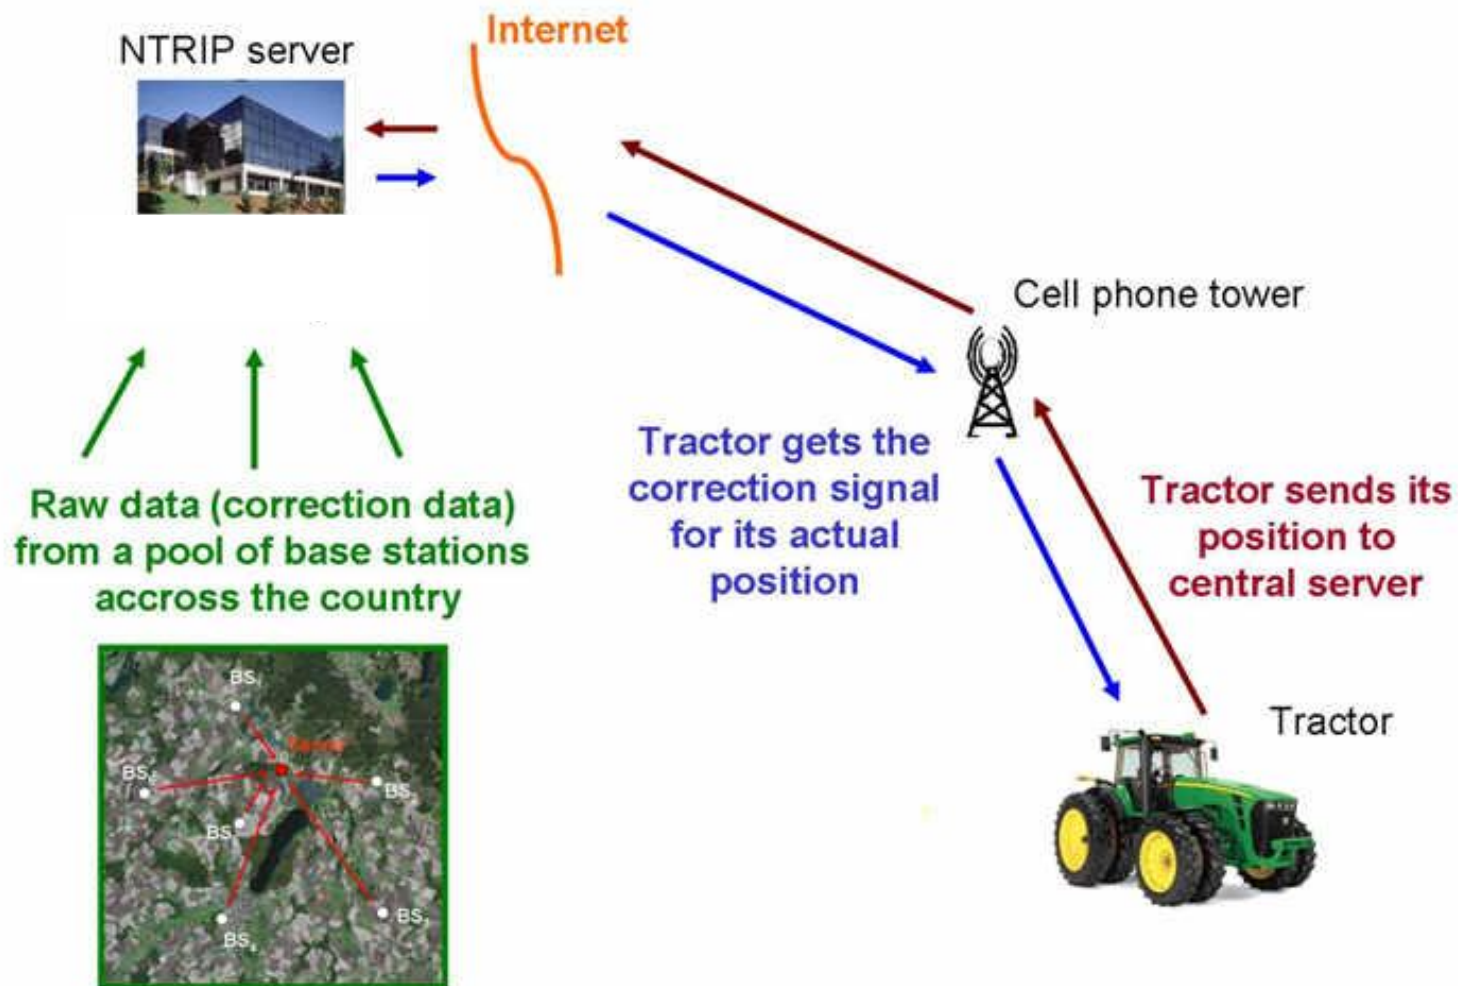 Internet
NTRIP server
Cell phone tower
Tractor gets the
correction signal
for its actual
position
Tractor sends its
position to
central server
Raw data (correction data)
from a pool of base stations
accross the country
Tractor
BS
BS
BS
BS
BS
BS